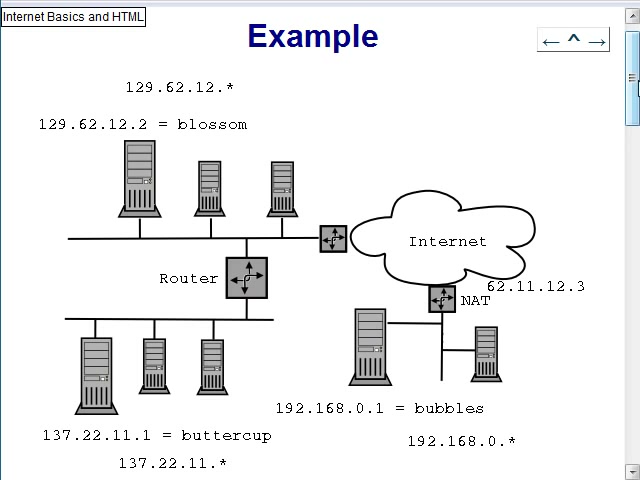 Internet Basics and HTML
Example
← ^ →
129.62.12.*
129.62.12.2 = blossom
Internet
Router
62.11.12.3
NAT
192.168.0.1 = bubbles
137.22.11.1 = buttercup
192.168.0.*
137.22.11.*